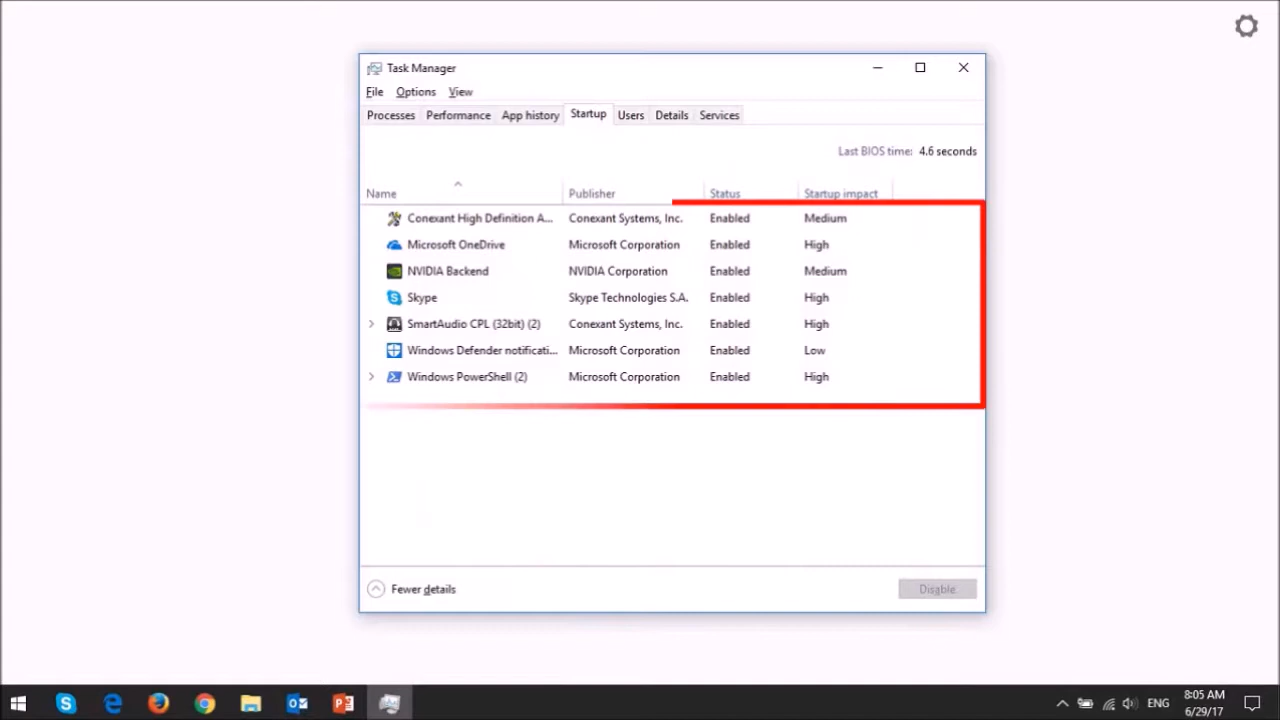 Task Manager
File Options View
Processes Performance App history Startup Users Details Services
Last BIOS time: 4.6 seconds
Name Publisher Status Startup impact
Conexant High Definition A... Conexant Systems, Inc. Enabled Medium
Microsoft OneDrive Microsoft Corporation Enabled High
NVIDIA Backend NVIDIA Corporation Enabled Medium
Skype Skype Technologies S.A. Enabled High
SmartAudio CPL (32bit) (2) Conexant Systems, Inc. Enabled High
Windows Defender notificati... Microsoft Corporation Enabled Low
Windows PowerShell (2) Microsoft Corporation Enabled High
Fewer details Disable
ENG 8:05 AM
6/29/17